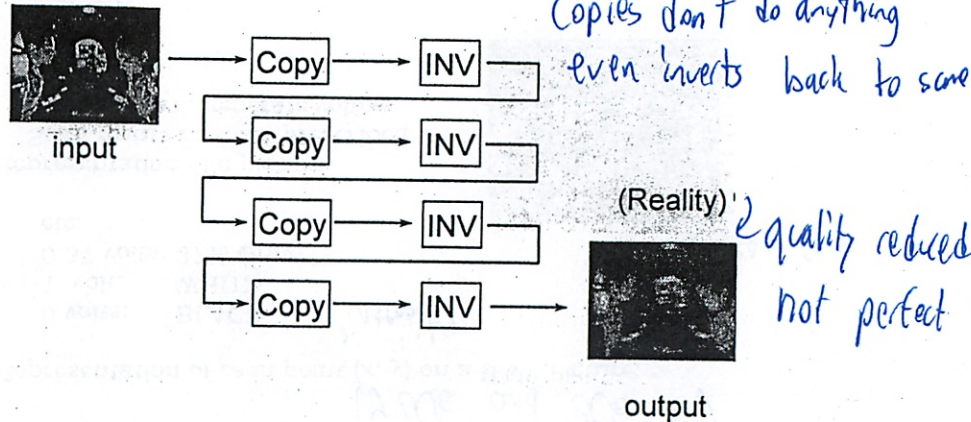 Copies don't do anything
even inverts back to same
Copy INV
input
Copy INV
Copy INV
(Reality)
quality reduced
not perfect
Copy INV
output